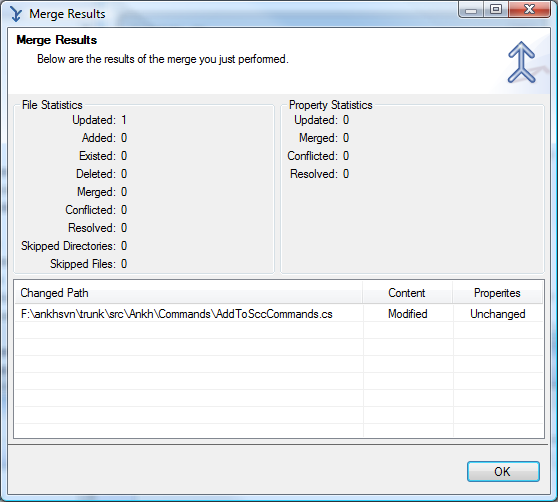 Merge Results
Merge Results
Below are the results of the merge you just performed.
File Statistics
Updated: 1
Added: 0
Existed: 0
Deleted: 0
Merged: 0
Conflicted: 0
Resolved: 0
Skipped Directories: 0
Skipped Files: 0
Property Statistics
Updated: 0
Merged: 0
Conflicted: 0
Resolved: 0
Changed Path Content Properites
F:\ankhsvn\trunk\src\Ankh\Commands\AddToSccCommands.cs Modified Unchanged
OK